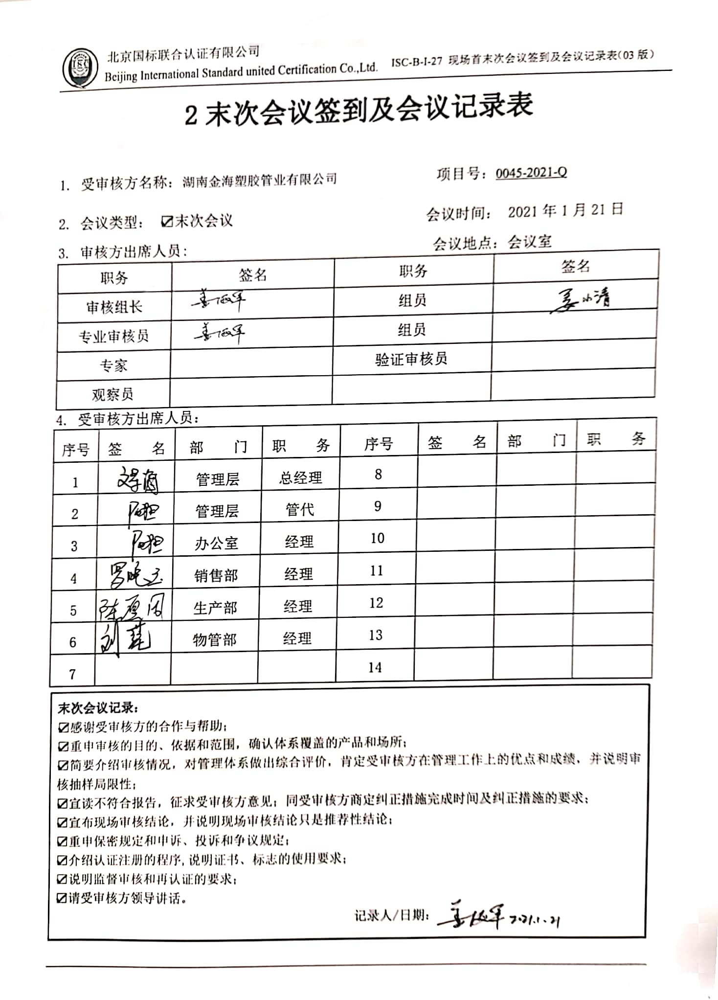 北京国标联合认证有限公司
Beijing International Standard united Certification Co.,Ltd.
ISC-B-I-27 现场首末次会议签到及会议记录表(03 版)
ISC
2 末次会议签到及会议记录表
1. 受审核方名称：湖南金海塑胶管业有限公司 项目号：0045-2021-Q
2. 会议类型： ☑末次会议 会议时间： 2021 年 1 月 21 日
3. 审核方出席人员: 会议地点：会议室
职务 签名 职务 签名
审核组长 组员 姜小清
专业审核员 组员
专家 验证审核员
观察员
4. 受审核方出席人员:
序号 签 名 部 门 职 务 序号 签 名 部 门 职 务
1 管理层 总经理 8
2 管理层 管代 9
3 办公室 经理 10
4 销售部 经理 11
5 生产部 经理 12
6 物管部 经理 13
7 14
末次会议记录:
☑感谢受审核方的合作与帮助;
☑重申审核的目的、依据和范围，确认体系覆盖的产品和场所;
☑简要介绍审核情况，对管理体系做出综合评价，肯定受审核方在管理工作上的优点和成绩，并说明审
核抽样局限性;
☑宣读不符合报告，征求受审核方意见；同受审核方商定纠正措施完成时间及纠正措施的要求;
☑宣布现场审核结论，并说明现场审核结论只是推荐性结论;
☑重申保密规定和申诉、投诉和争议规定;
☑介绍认证注册的程序,说明证书、标志的使用要求;
☑说明监督审核和再认证的要求;
☑请受审核方领导讲话。
记录人/日期: 2021.1.21